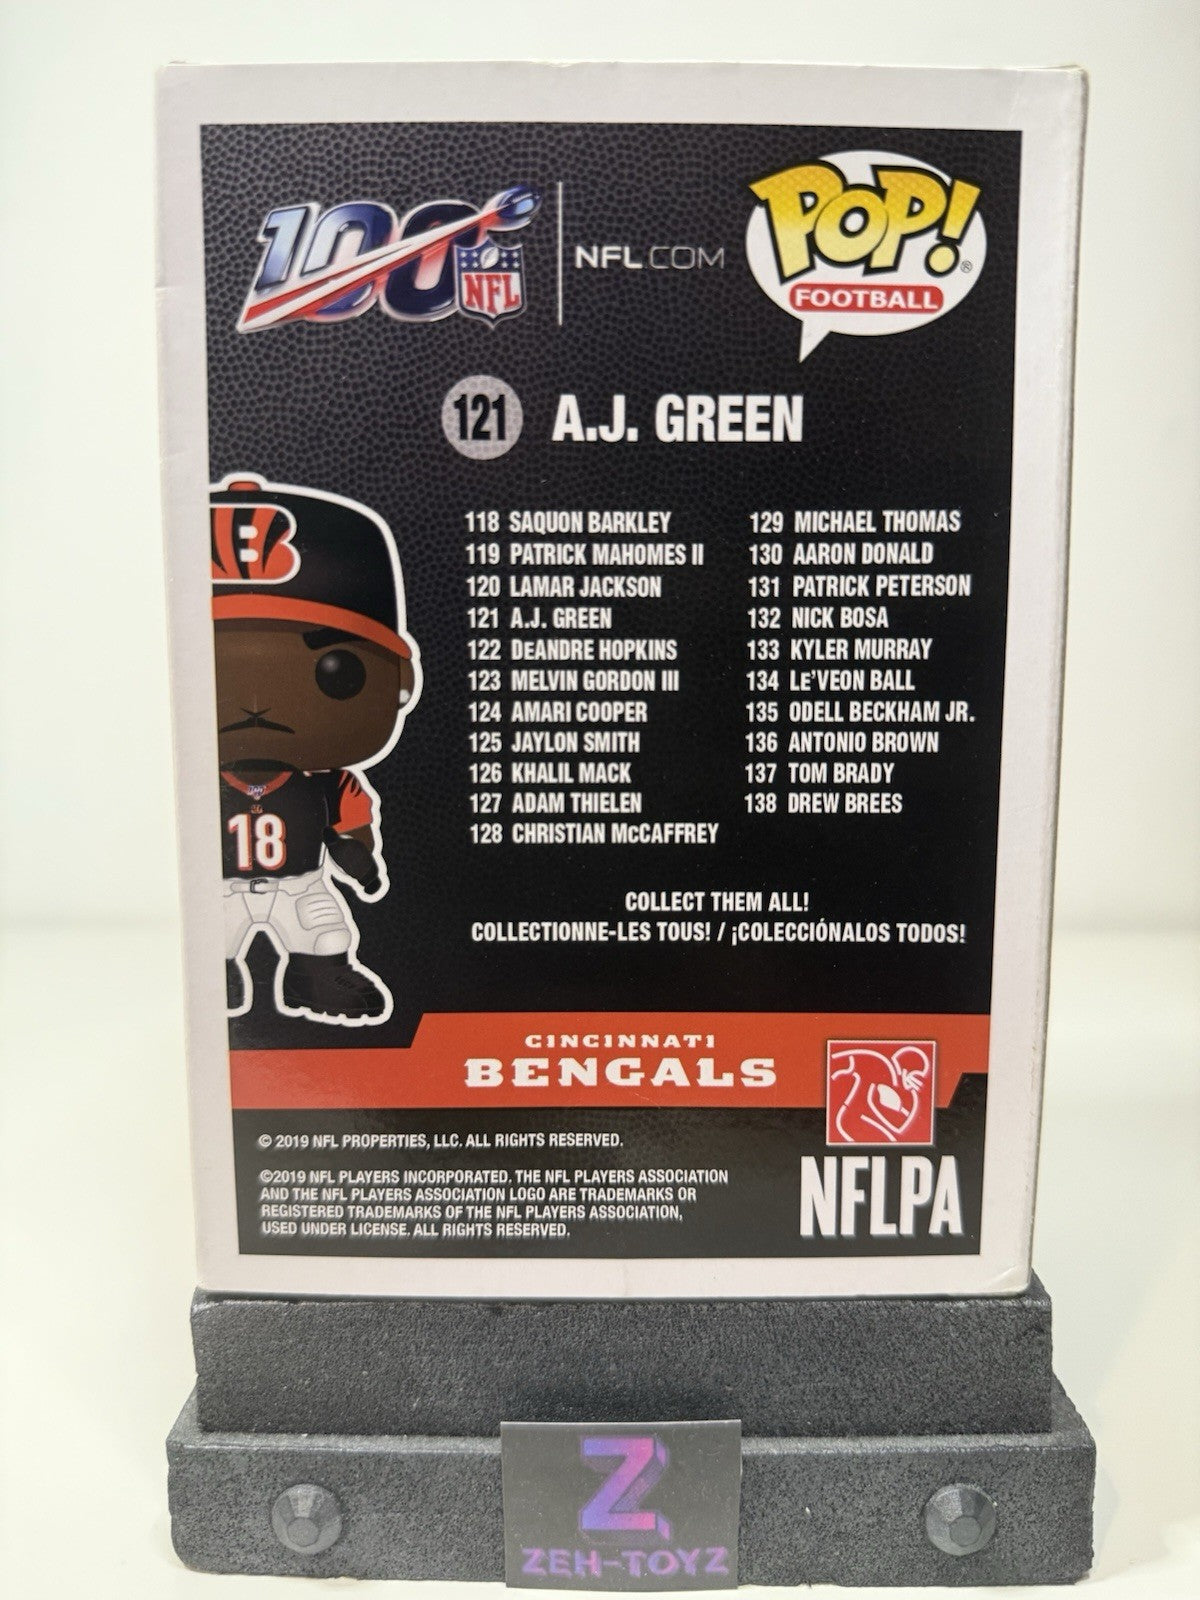 100
NFL
NFL.COM
POP!®
FOOTBALL
121 A.J. GREEN
118 SAQUON BARKLEY
119 PATRICK MAHOMES II
120 LAMAR JACKSON
121 A.J. GREEN
122 DEANDRE HOPKINS
123 MELVIN GORDON III
124 AMARI COOPER
125 JAYLON SMITH
126 KHALIL MACK
127 ADAM THIELEN
128 CHRISTIAN McCAFFREY
129 MICHAEL THOMAS
130 AARON DONALD
131 PATRICK PETERSON
132 NICK BOSA
133 KYLER MURRAY
134 LE'VEON BALL
135 ODELL BECKHAM JR.
136 ANTONIO BROWN
137 TOM BRADY
138 DREW BREES
COLLECT THEM ALL!
COLLECTIONNE-LES TOUS! / ¡COLECCIÓNALOS TODOS!
B
18
CINCINNATI
BENGALS
NFLPA
© 2019 NFL PROPERTIES, LLC. ALL RIGHTS RESERVED.
©2019 NFL PLAYERS INCORPORATED. THE NFL PLAYERS ASSOCIATION
AND THE NFL PLAYERS ASSOCIATION LOGO ARE TRADEMARKS OR
REGISTERED TRADEMARKS OF THE NFL PLAYERS ASSOCIATION,
USED UNDER LICENSE. ALL RIGHTS RESERVED.
Z
ZEH-TOYZ